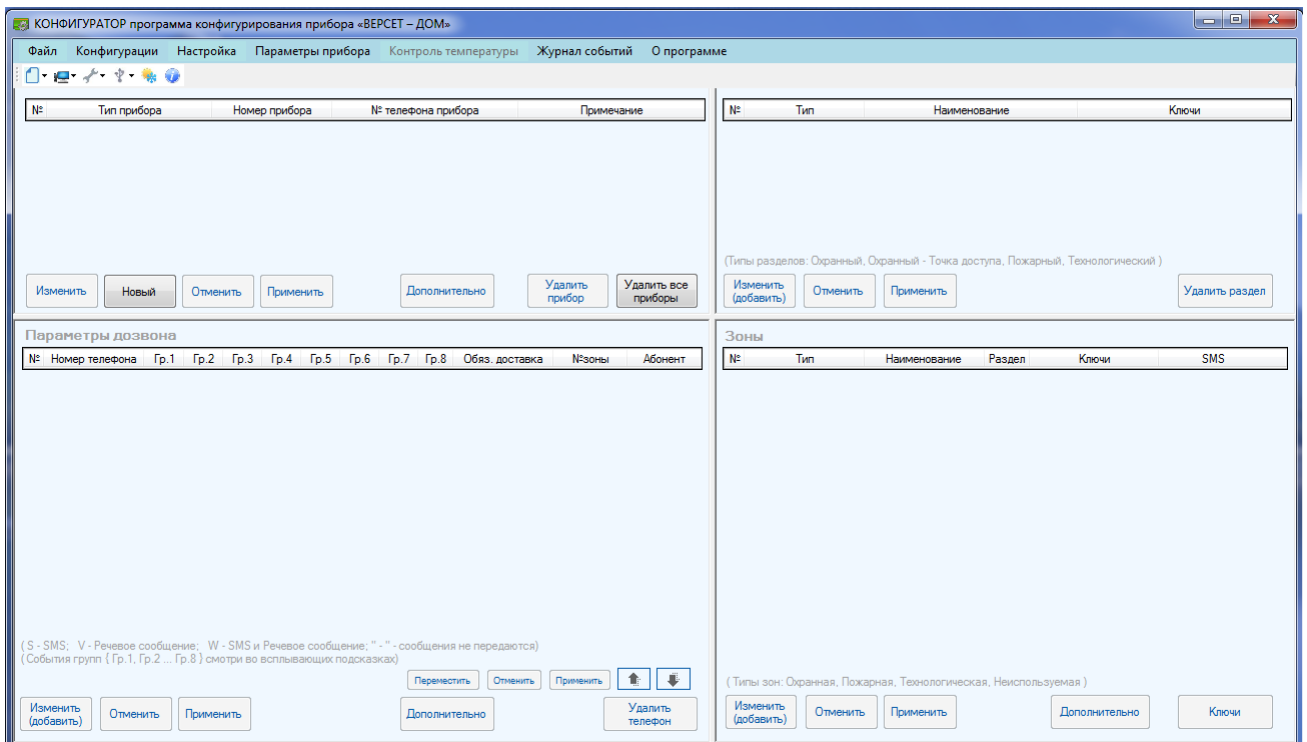 КОНФИГУРАТОР программа конфигурирования прибора «ВЕРСЕТ – ДОМ»
Файл Конфигурации Настройка Параметры прибора Контроль температуры Журнал событий О программе
№ Тип прибора Номер прибора № телефона прибора Примечание
Изменить Новый Отменить Применить Дополнительно Удалить прибор Удалить все приборы
№ Тип Наименование Ключи
(Типы разделов: Охранный, Охранный - Точка доступа, Пожарный, Технологический )
Изменить (добавить) Отменить Применить Удалить раздел
Параметры дозвона
№ Номер телефона Гр.1 Гр.2 Гр.3 Гр.4 Гр.5 Гр.6 Гр.7 Гр.8 Обяз. доставка №зоны Абонент
( S - SMS; V - Речевое сообщение; W - SMS и Речевое сообщение; " - " - сообщения не передаются)
(События групп { Гр.1, Гр.2 ... Гр.8 } смотри во всплывающих подсказках)
Переместить Отменить Применить
Изменить (добавить) Отменить Применить Дополнительно Удалить телефон
Зоны
№ Тип Наименование Раздел Ключи SMS
( Типы зон: Охранная, Пожарная, Технологическая, Неиспользуемая )
Изменить (добавить) Отменить Применить Дополнительно Ключи